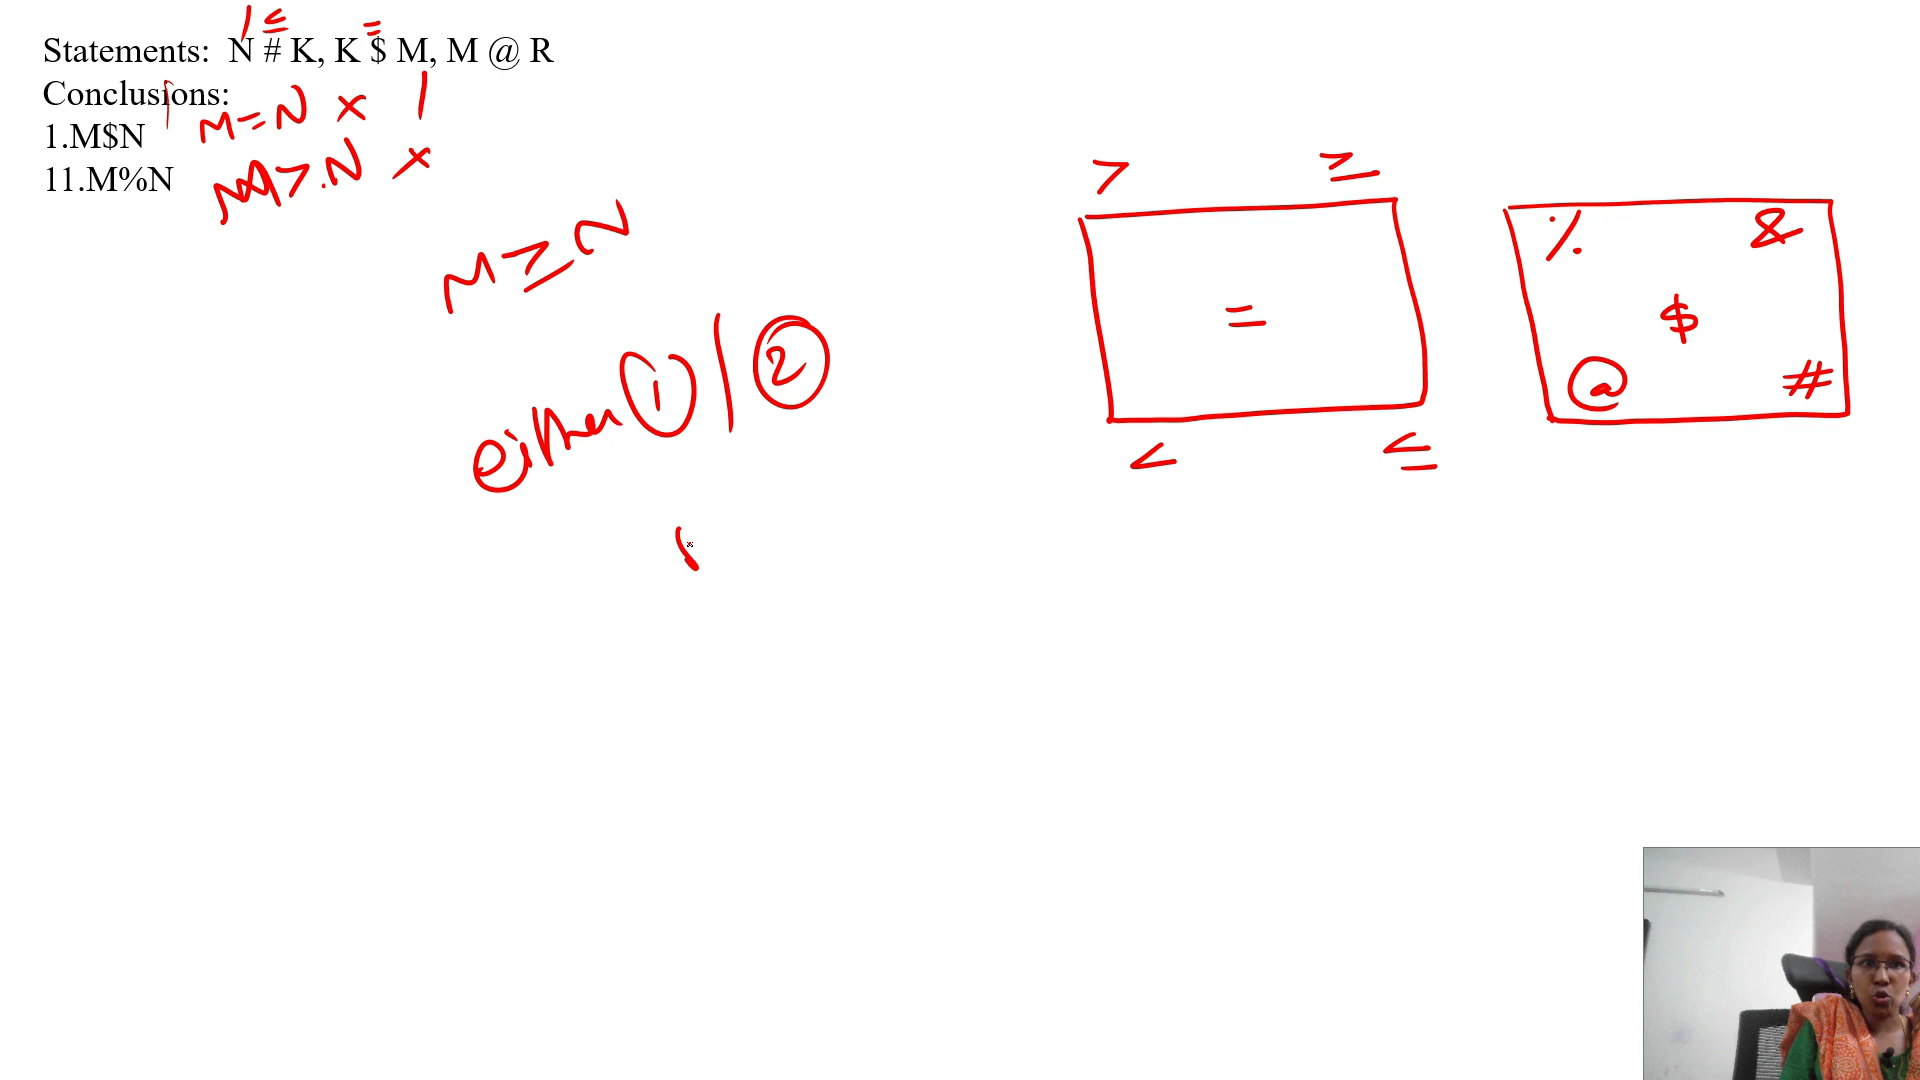 ≤ =
Statements: N # K, K $ M, M @ R
Conclusions:
M=N ×
1.M$N
M>N ×
11.M%N
M≥N
either 1 / 2
> ≥
=
< ≤
% &
$
@ #